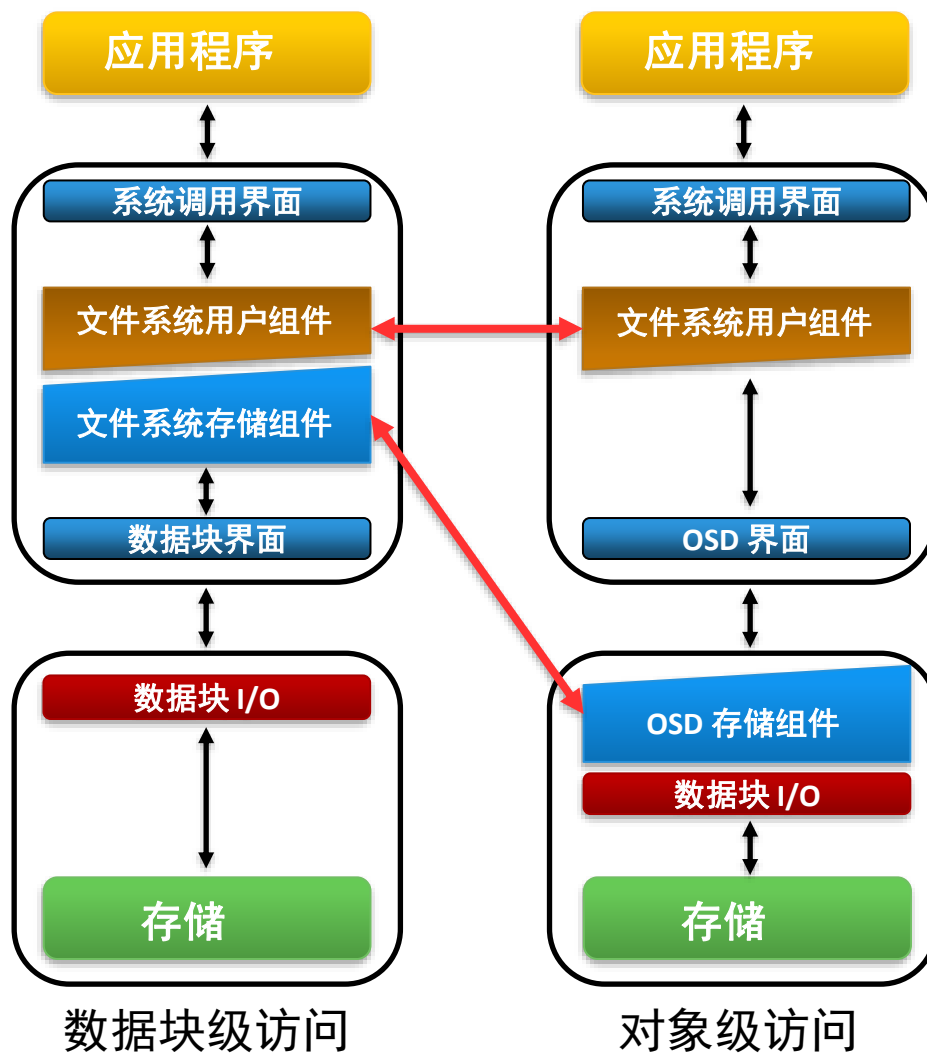 应用程序
系统调用界面
文件系统用户组件
文件系统存储组件
数据块界面
数据块 I/O
存储
数据块级访问
应用程序
系统调用界面
文件系统用户组件
OSD 界面
OSD 存储组件
数据块 I/O
存储
对象级访问